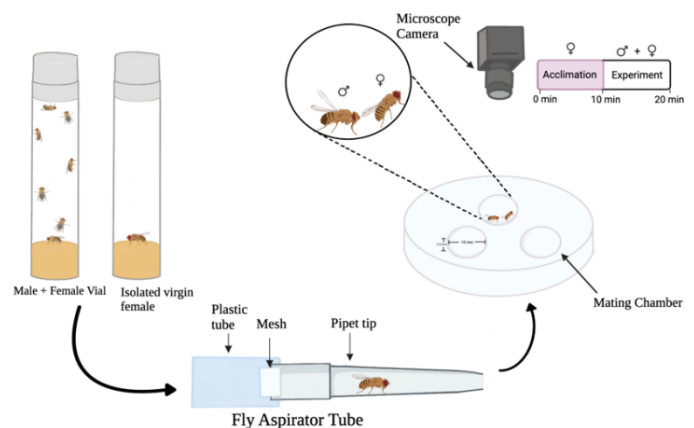 Microscope
Camera
♀
♂ + ♀
Acclimation
Experiment
0 min
10 min
20 min
♂
♀
Male + Female Vial
Isolated virgin
female
Mating Chamber
Plastic
tube
Mesh
Pipet tip
Fly Aspirator Tube